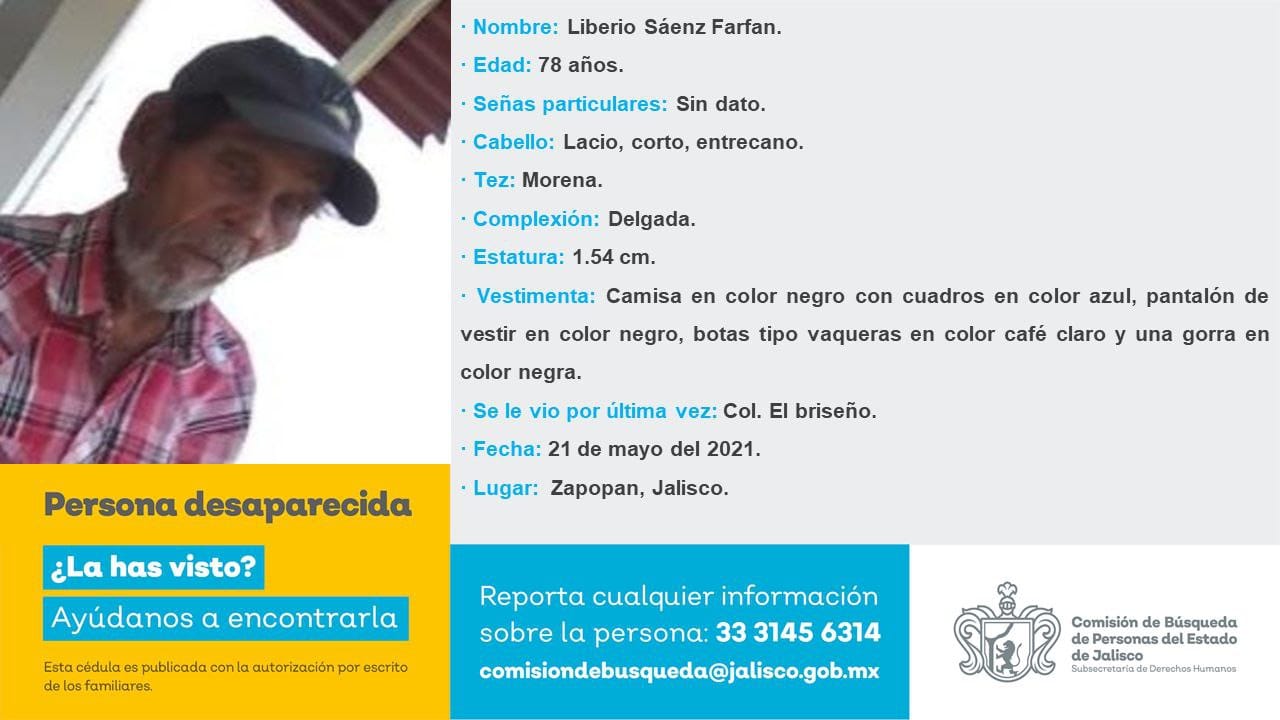 · Nombre: Liberio Sáenz Farfan.
· Edad: 78 años.
· Señas particulares: Sin dato.
· Cabello: Lacio, corto, entrecano.
· Tez: Morena.
· Complexión: Delgada.
· Estatura: 1.54 cm.
· Vestimenta: Camisa en color negro con cuadros en color azul, pantalón de
vestir en color negro, botas tipo vaqueras en color café claro y una gorra en
color negra.
· Se le vio por última vez: Col. El briseño.
· Fecha: 21 de mayo del 2021.
· Lugar: Zapopan, Jalisco.
Persona desaparecida
¿La has visto?
Ayúdanos a encontrarla
Esta cédula es publicada con la autorización por escrito
de los familiares.
Reporta cualquier información
sobre la persona: 33 3145 6314
comisiondebusqueda@jalisco.gob.mx
Comisión de Búsqueda
de Personas del Estado
de Jalisco
Subsecretaría de Derechos Humanos